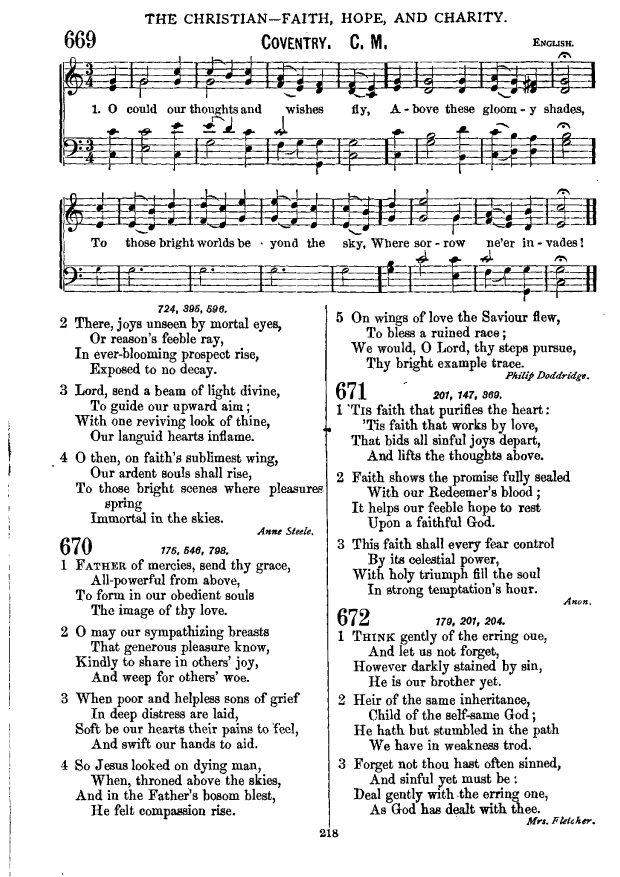 THE CHRISTIAN—FAITH, HOPE, AND CHARITY.
669
COVENTRY. C. M.
ENGLISH.
1. O could our thoughts and wishes fly, A - bove these gloom - y shades,
To those bright worlds be - yond the sky, Where sor - row ne'er in - vades!
724, 395, 596.
2 There, joys unseen by mortal eyes,
Or reason's feeble ray,
In ever-blooming prospect rise,
Exposed to no decay.
3 Lord, send a beam of light divine,
To guide our upward aim;
With one reviving look of thine,
Our languid hearts inflame.
4 O then, on faith's sublimest wing,
Our ardent souls shall rise,
To those bright scenes where pleasures
spring
Immortal in the skies.
Anne Steele.
670
175, 546, 798.
1 FATHER of mercies, send thy grace,
All-powerful from above,
To form in our obedient souls
The image of thy love.
2 O may our sympathizing breasts
That generous pleasure know,
Kindly to share in others' joy,
And weep for others' woe.
3 When poor and helpless sons of grief
In deep distress are laid,
Soft be our hearts their pains to feel,
And swift our hands to aid.
4 So Jesus looked on dying man,
When, throned above the skies,
And in the Father's bosom blest,
He felt compassion rise.
5 On wings of love the Saviour flew,
To bless a ruined race;
We would, O Lord, thy steps pursue,
Thy bright example trace.
Philip Doddridge.
671
201, 147, 369.
1 'TIS faith that purifies the heart:
'Tis faith that works by love,
That bids all sinful joys depart,
And lifts the thoughts above.
2 Faith shows the promise fully sealed
With our Redeemer's blood;
It helps our feeble hope to rest
Upon a faithful God.
3 This faith shall every fear control
By its celestial power,
With holy triumph fill the soul
In strong temptation's hour.
Anon.
672
179, 201, 204.
1 THINK gently of the erring one,
And let us not forget,
However darkly stained by sin,
He is our brother yet.
2 Heir of the same inheritance,
Child of the self-same God;
He hath but stumbled in the path
We have in weakness trod.
3 Forget not thou hast often sinned,
And sinful yet must be:
Deal gently with the erring one,
As God has dealt with thee.
Mrs. Fletcher.
218